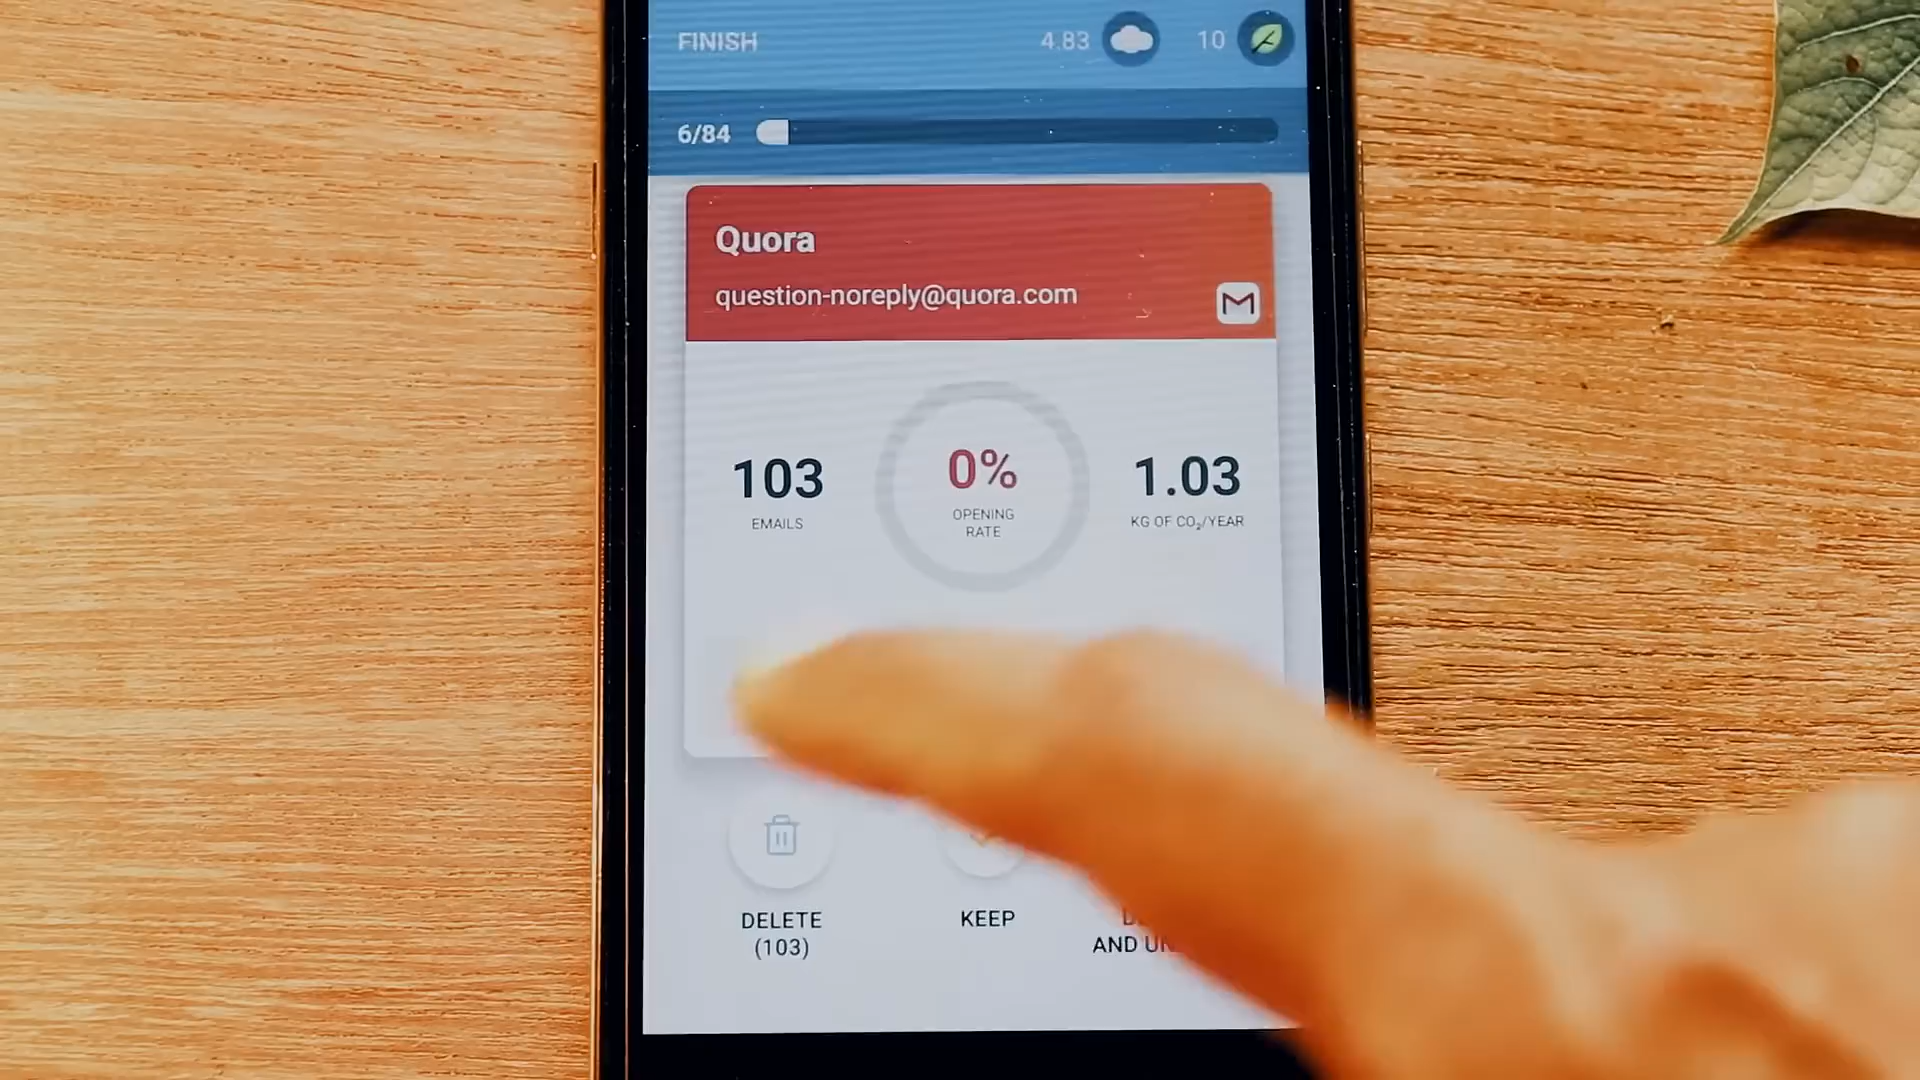 FINISH
4.83
10
6/84
Quora
question-noreply@quora.com
103
EMAILS
0%
OPENING
RATE
1.03
KG OF CO₂/YEAR
DELETE
(103)
KEEP
AND